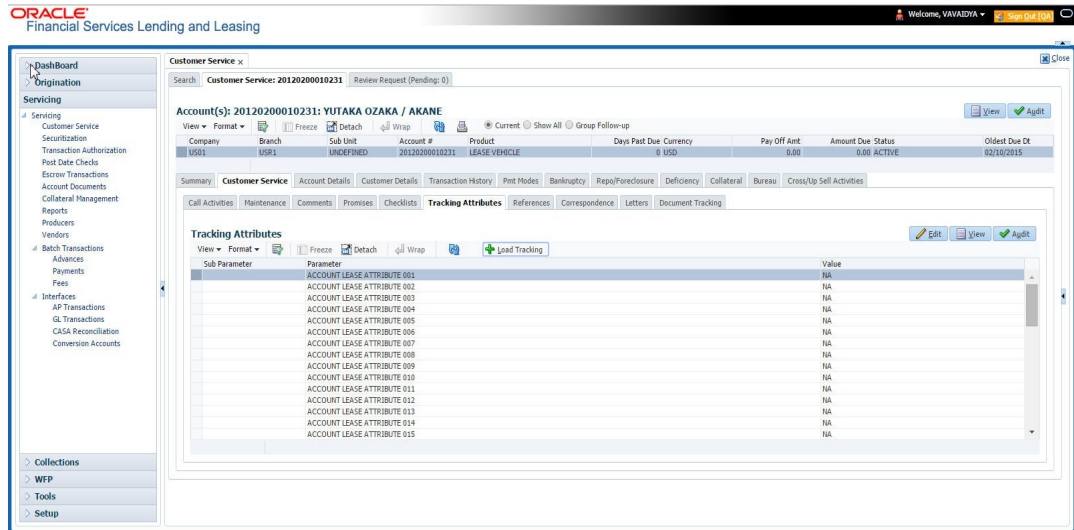 ORACLE'
Financial Services Lending and Leasing
Welcome, VAVAIDYA
Sign Out [QA]
DashBoard
Origination
Servicing
Servicing
Customer Service
Securitization
Transaction Authorization
Post Date Checks
Escrow Transactions
Account Documents
Collateral Management
Reports
Producers
Vendors
Batch Transactions
Advances
Payments
Fees
Interfaces
AP Transactions
GL Transactions
CASA Reconciliation
Conversion Accounts
Collections
WFP
Tools
Setup
Customer Service x
Close
Search Customer Service: 20120200010231 Review Request (Pending: 0)
Account(s): 20120200010231: YUTAKA OZAKA / AKANE
View Audit
View Format Freeze Detach Wrap Current Show All Group Follow-up
Company Branch Sub Unit Account # Product Days Past Due Currency Pay Off Amt Amount Due Status Oldest Due Dt
US01 USR1 UNDEFINED 20120200010231 LEASE VEHICLE 0 USD 0.00 0.00 ACTIVE 02/10/2015
Summary Customer Service Account Details Customer Details Transaction History Pmt Modes Bankruptcy Repo/Foreclosure Deficiency Collateral Bureau Cross/Up Sell Activities
Call Activities Maintenance Comments Promises Checklists Tracking Attributes References Correspondence Letters Document Tracking
Tracking Attributes
Edit View Audit
View Format Freeze Detach Wrap Load Tracking
Sub Parameter Parameter Value
ACCOUNT LEASE ATTRIBUTE 001 NA
ACCOUNT LEASE ATTRIBUTE 002 NA
ACCOUNT LEASE ATTRIBUTE 003 NA
ACCOUNT LEASE ATTRIBUTE 004 NA
ACCOUNT LEASE ATTRIBUTE 005 NA
ACCOUNT LEASE ATTRIBUTE 006 NA
ACCOUNT LEASE ATTRIBUTE 007 NA
ACCOUNT LEASE ATTRIBUTE 008 NA
ACCOUNT LEASE ATTRIBUTE 009 NA
ACCOUNT LEASE ATTRIBUTE 010 NA
ACCOUNT LEASE ATTRIBUTE 011 NA
ACCOUNT LEASE ATTRIBUTE 012 NA
ACCOUNT LEASE ATTRIBUTE 013 NA
ACCOUNT LEASE ATTRIBUTE 014 NA
ACCOUNT LEASE ATTRIBUTE 015 NA